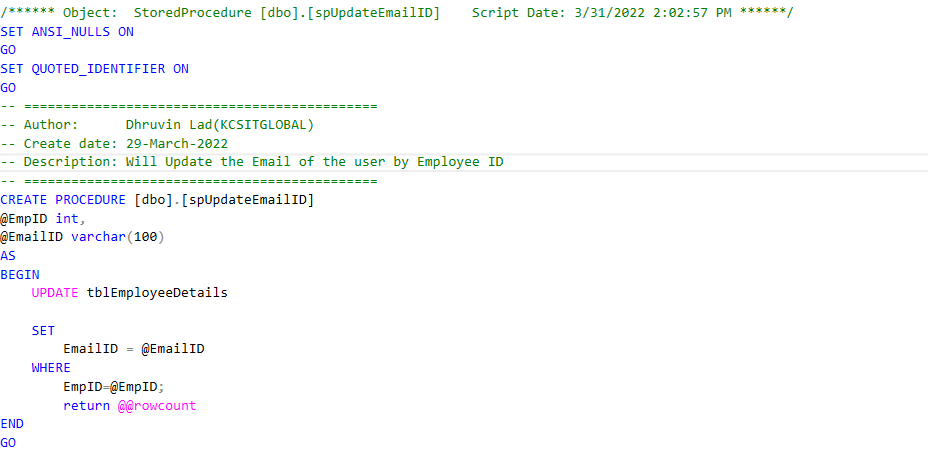 /****** Object:  StoredProcedure [dbo].[spUpdateEmailID]    Script Date: 3/31/2022 2:02:57 PM ******/
SET ANSI_NULLS ON
GO
SET QUOTED_IDENTIFIER ON
GO
-- =============================================
-- Author:      Dhruvin Lad(KCSITGLOBAL)
-- Create date: 29-March-2022
-- Description: Will Update the Email of the user by Employee ID
-- =============================================
CREATE PROCEDURE [dbo].[spUpdateEmailID]
@EmpID int,
@EmailID varchar(100)
AS
BEGIN
    UPDATE tblEmployeeDetails
    SET
        EmailID = @EmailID
    WHERE
        EmpID=@EmpID;
        return @@rowcount
END
GO